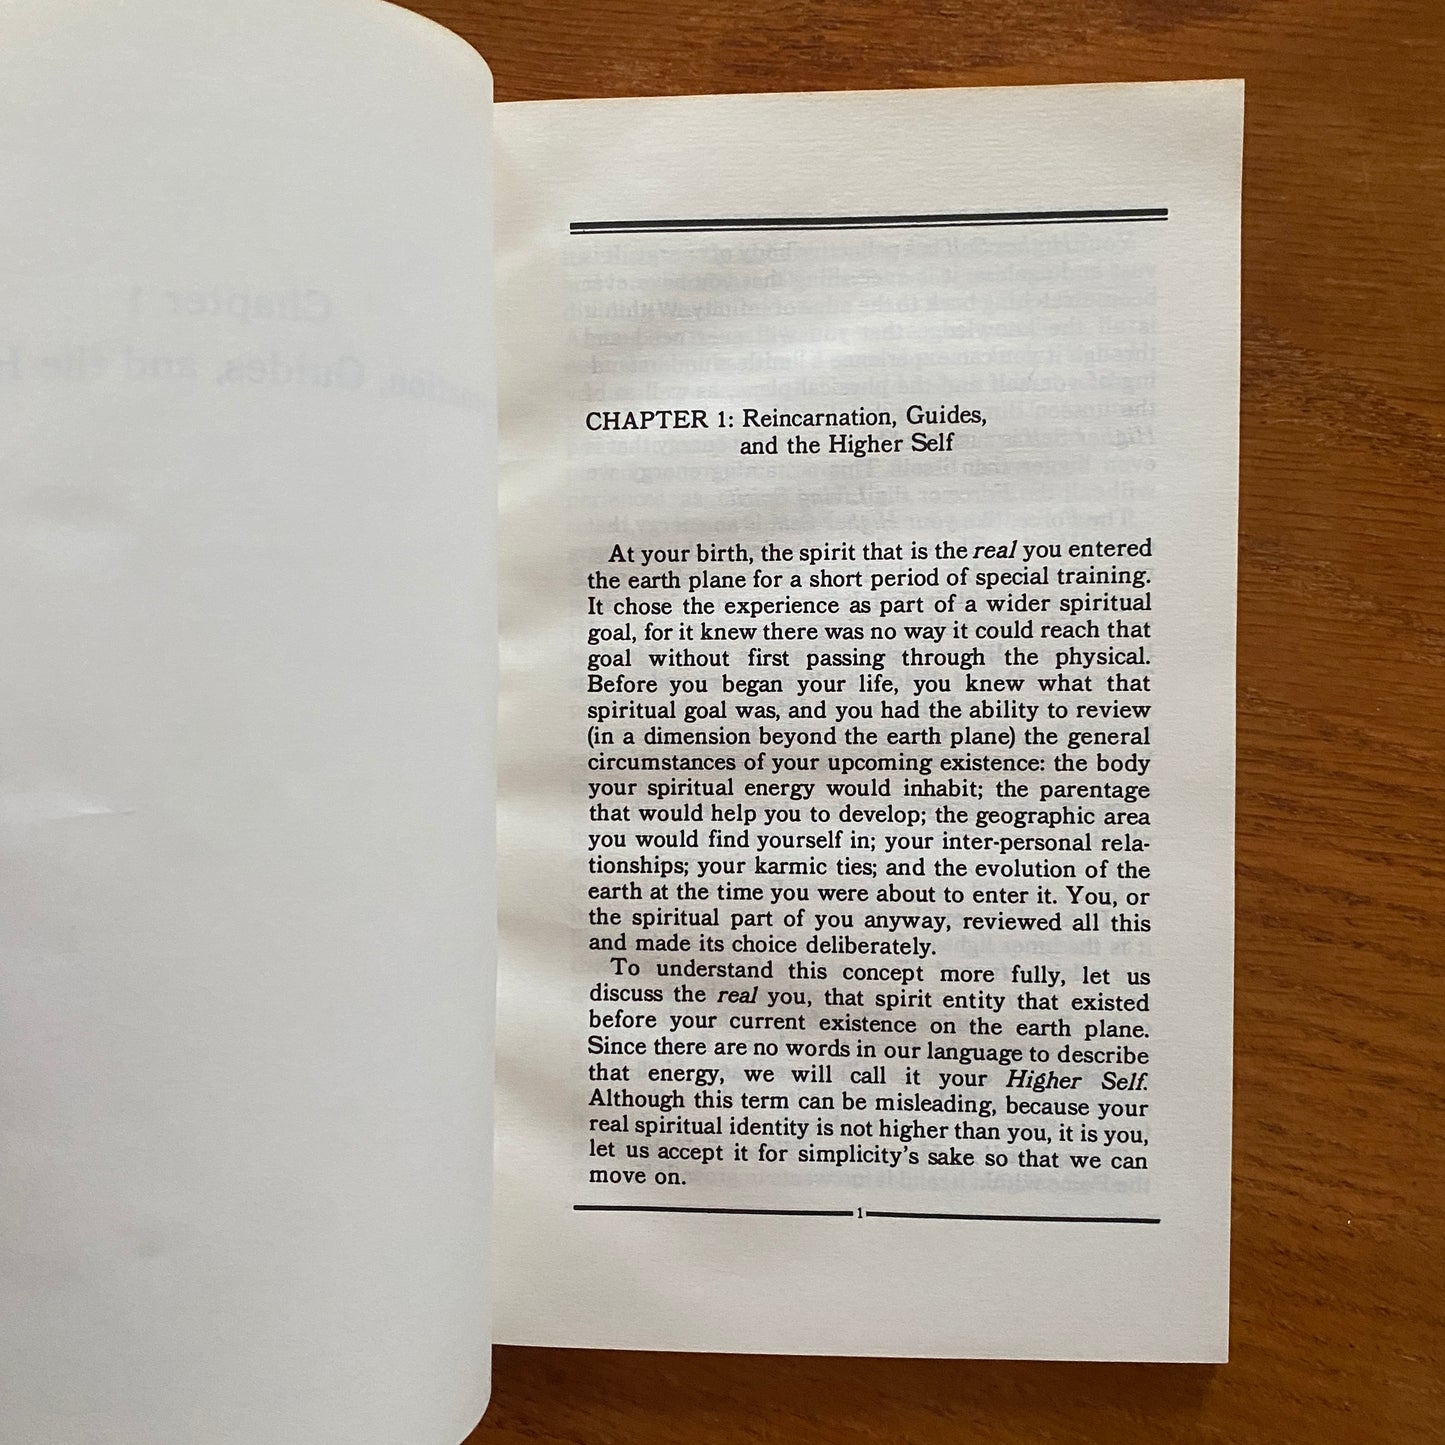 CHAPTER 1: Reincarnation, Guides,
and the Higher Self
At your birth, the spirit that is the real you entered
the earth plane for a short period of special training.
It chose the experience as part of a wider spiritual
goal, for it knew there was no way it could reach that
goal without first passing through the physical.
Before you began your life, you knew what that
spiritual goal was, and you had the ability to review
(in a dimension beyond the earth plane) the general
circumstances of your upcoming existence: the body
your spiritual energy would inhabit; the parentage
that would help you to develop; the geographic area
you would find yourself in; your inter-personal rela-
tionships; your karmic ties; and the evolution of the
earth at the time you were about to enter it. You, or
the spiritual part of you anyway, reviewed all this
and made its choice deliberately.
To understand this concept more fully, let us
discuss the real you, that spirit entity that existed
before your current existence on the earth plane.
Since there are no words in our language to describe
that energy, we will call it your Higher Self.
Although this term can be misleading, because your
real spiritual identity is not higher than you, it is you,
let us accept it for simplicity's sake so that we can
move on.
1